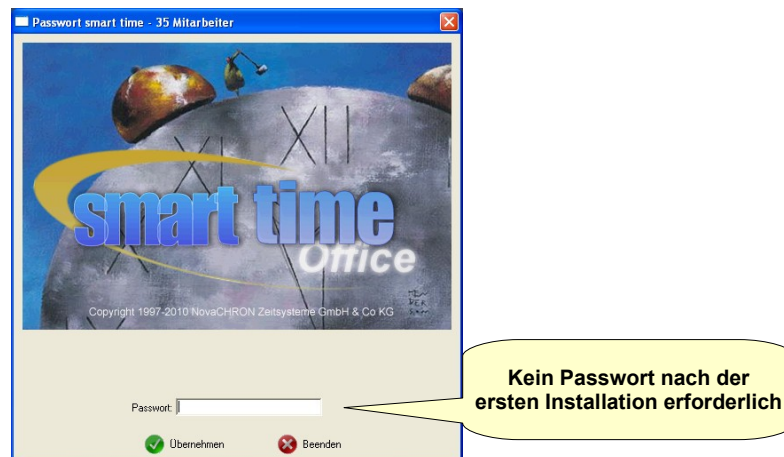 Passwort smart time - 35 Mitarbeiter
XII
XI
smart time
Office
Copyright 1997-2010 NovaCHRON Zeitsysteme GmbH & Co KG
Passwort:
Kein Passwort nach der
ersten Installation erforderlich
Übernehmen Beenden